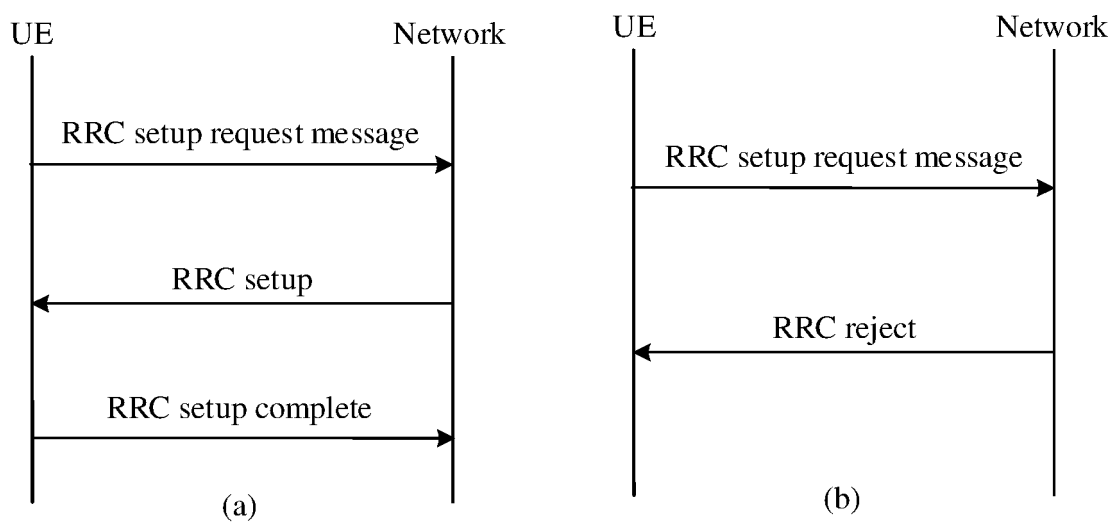 UE
Network
RRC setup request message
RRC setup
RRC setup complete
(a)
UE
Network
RRC setup request message
RRC reject
(b)